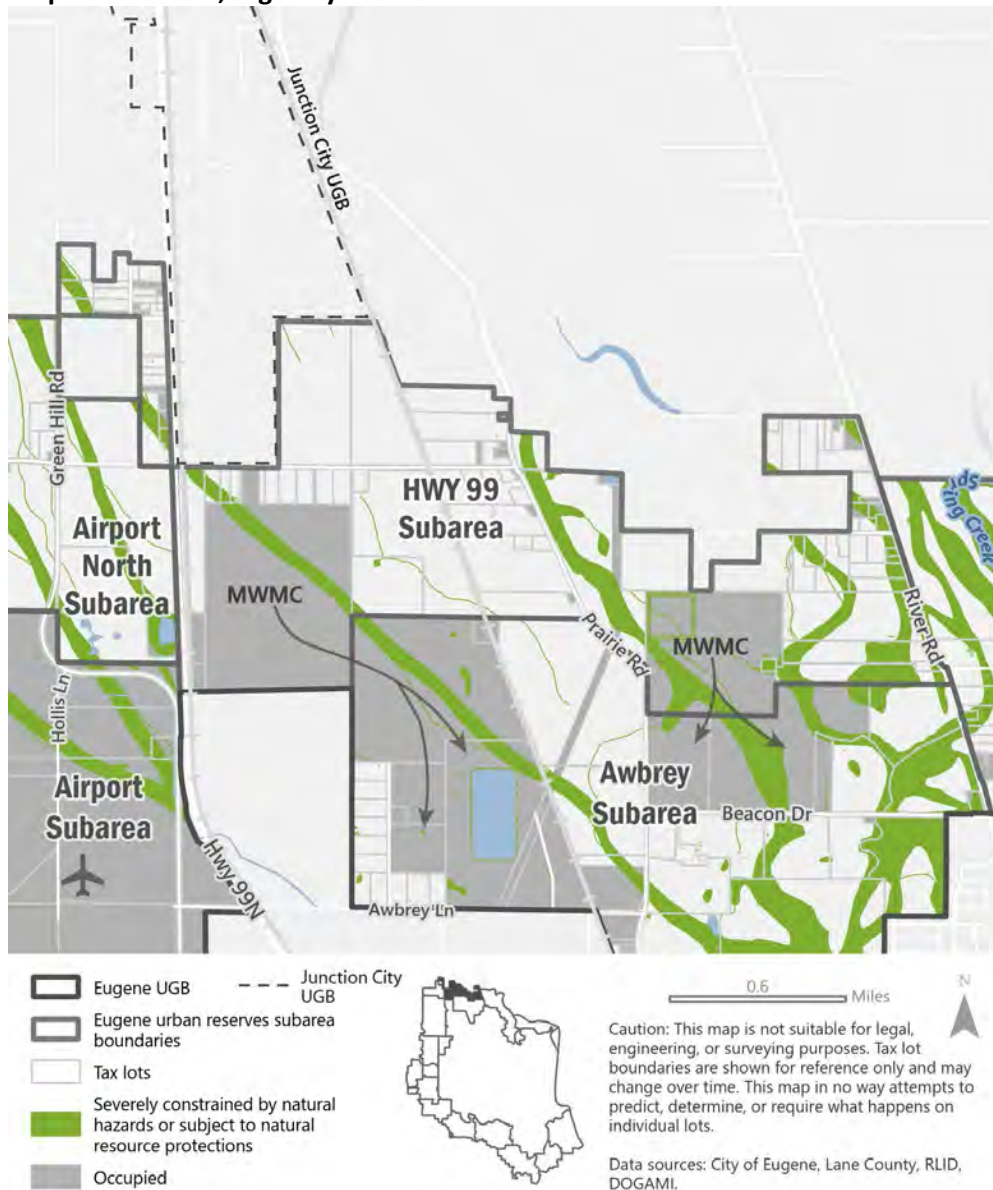 Junction City UGB
Green Hill Rd
HWY 99
Subarea
Airport
North
Subarea
MWMC
Prairie Rd
MWMC
River Rd
ing Creek
Hollis Ln
Airport
Subarea
Awbrey
Subarea
Beacon Dr
Hwy 99N
Awbrey Ln
Eugene UGB
Junction City
UGB
Eugene urban reserves subarea
boundaries
Tax lots
Severely constrained by natural
hazards or subject to natural
resource protections
Occupied
0.6
Miles
N
Caution: This map is not suitable for legal,
engineering, or surveying purposes. Tax lot
boundaries are shown for reference only and may
change over time. This map in no way attempts to
predict, determine, or require what happens on
individual lots.
Data sources: City of Eugene, Lane County, RLID,
DOGAMI.